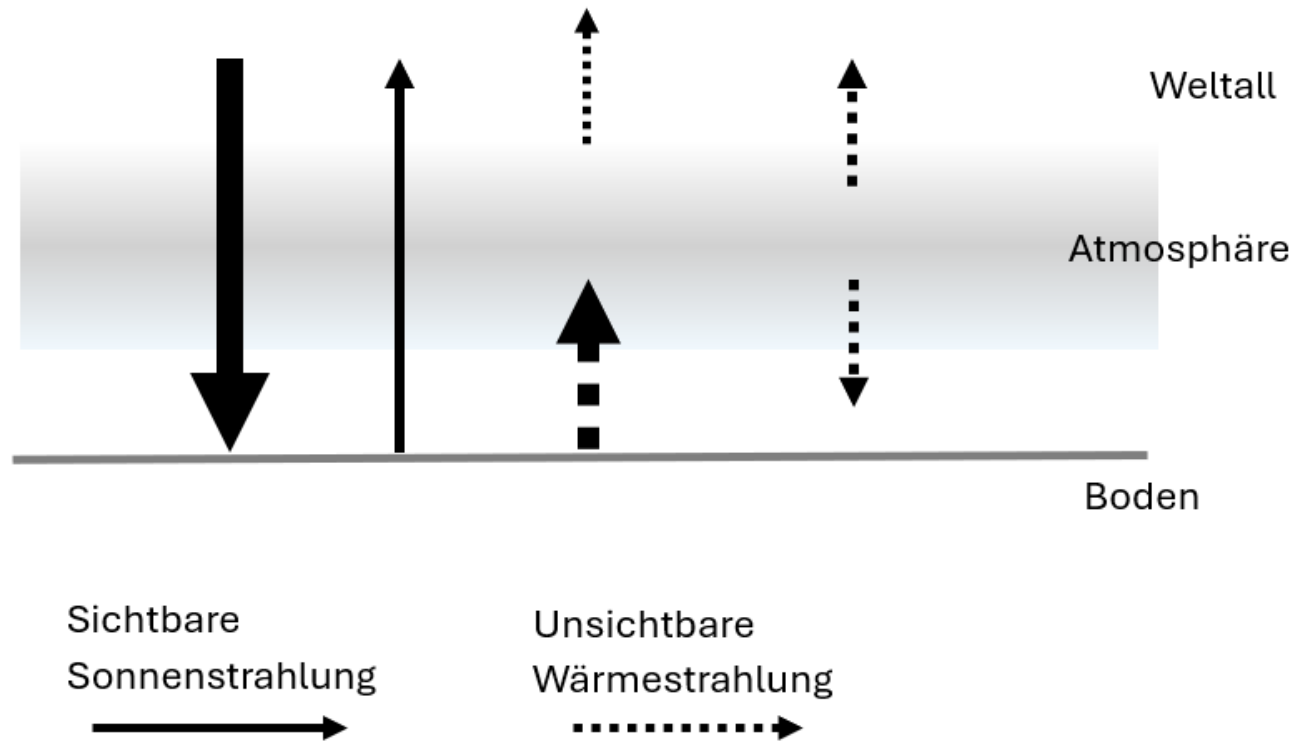 Weltall
Atmosphäre
Boden
Sichtbare
Sonnenstrahlung
Unsichtbare
Wärmestrahlung